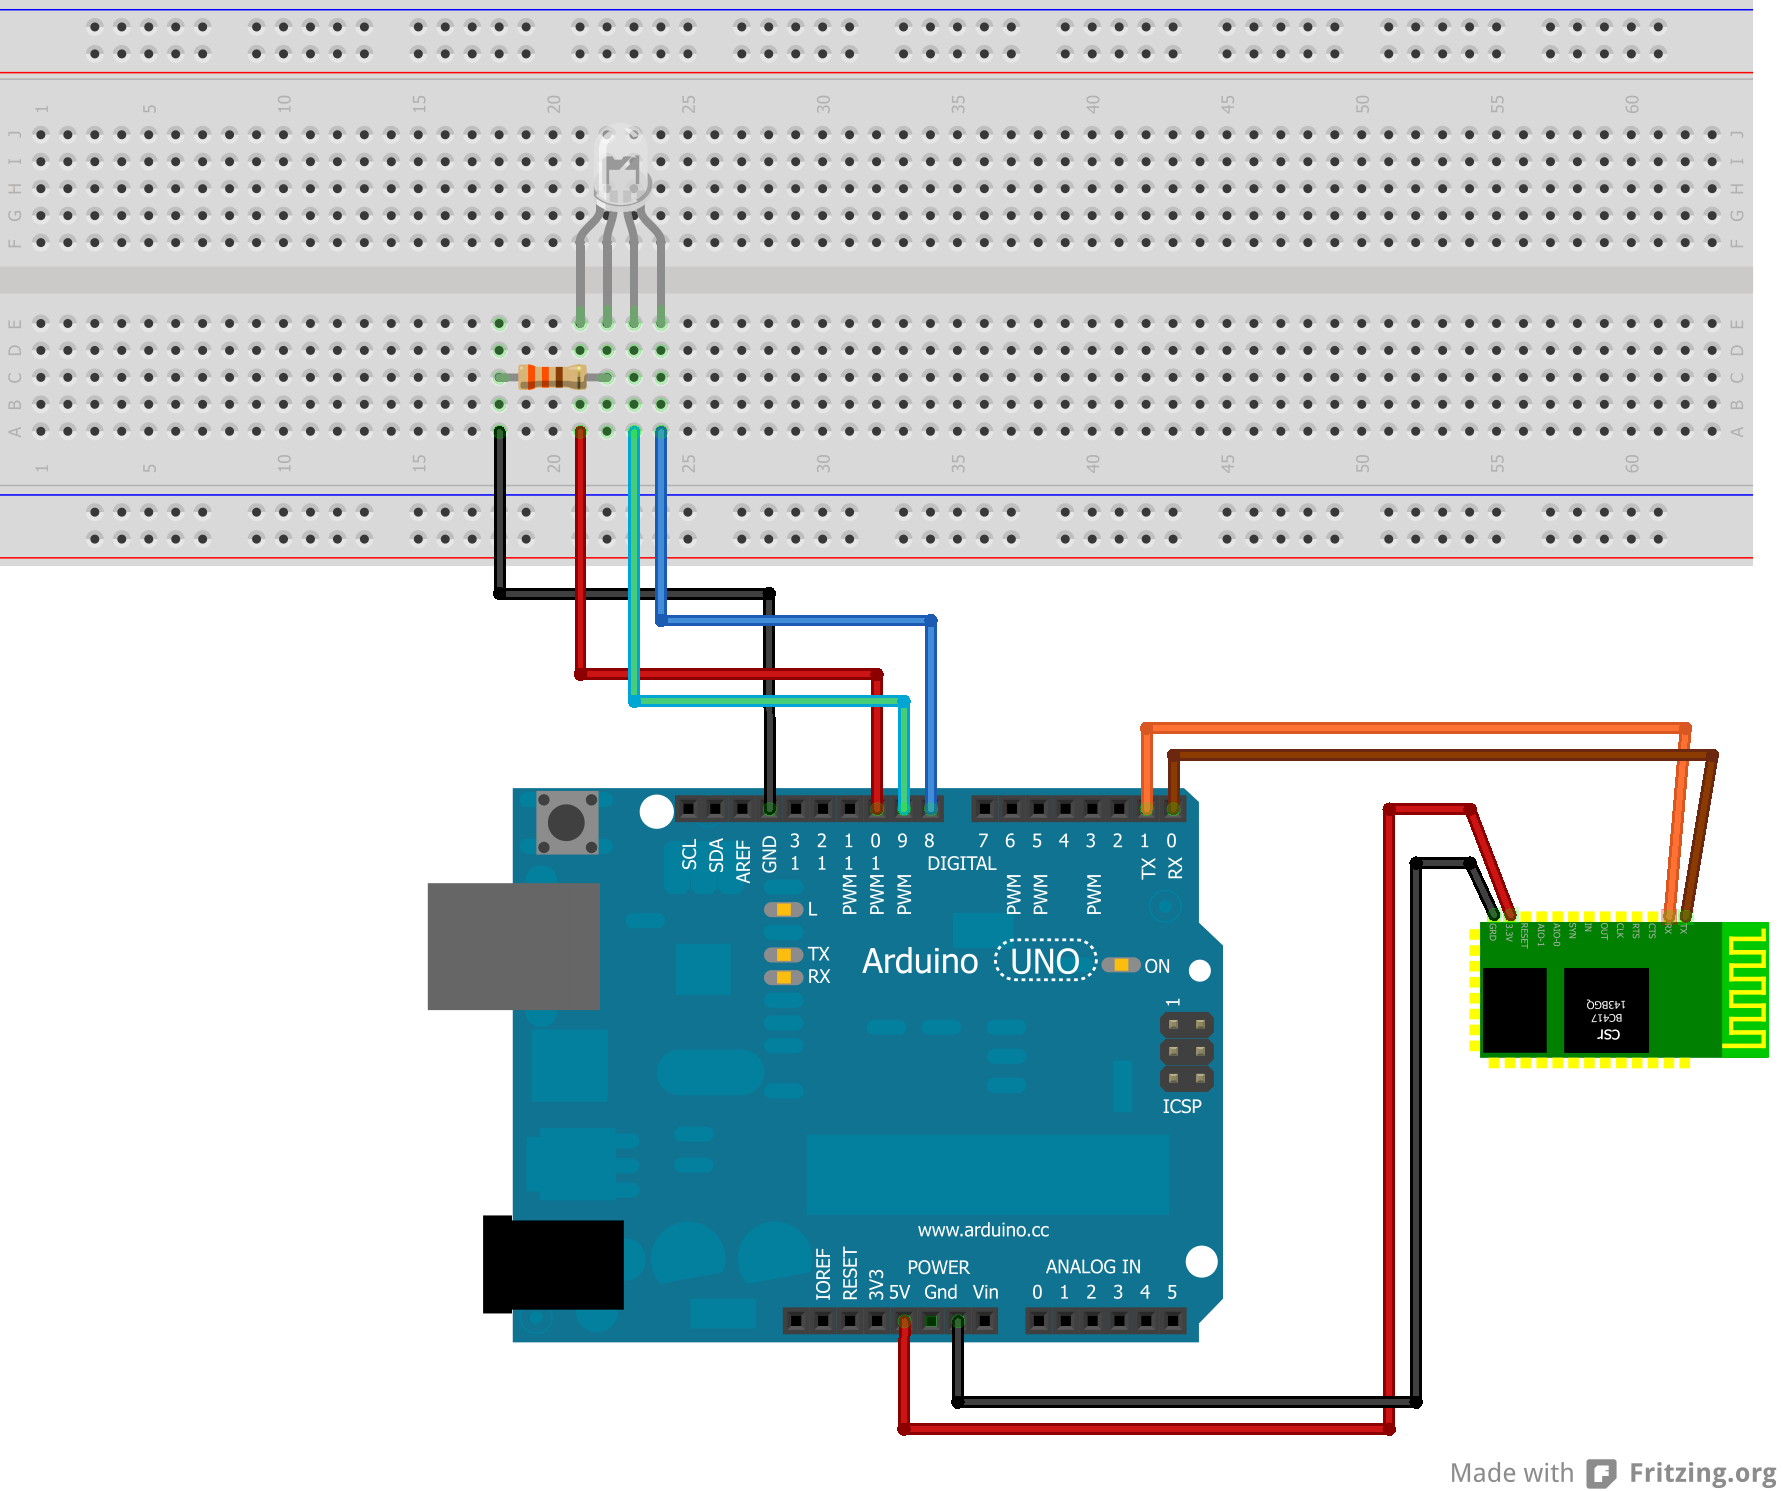 1 5 10 15 20 25 30 35 40 45 50 55 60
J J
I I
H H
G G
F F
E E
D D
C C
B B
A A
1 5 10 15 20 25 30 35 40 45 50 55 60
SCL SDA AREF GND 13 12 11 10 9 8 7 6 5 4 3 2 1 0
PWM PWM PWM PWM PWM PWM TX RX
DIGITAL
L
TX
RX
Arduino UNO
ON
1
ICSP
www.arduino.cc
POWER
ANALOG IN
IOREF RESET 3V3 5V Gnd Vin
0 1 2 3 4 5
GRD 3.3V RESET AIO-1 AIO-0 SYN IN OUT CLK RTS CTS RX TX
csr
BC417
143BGQ
Made with Fritzing.org